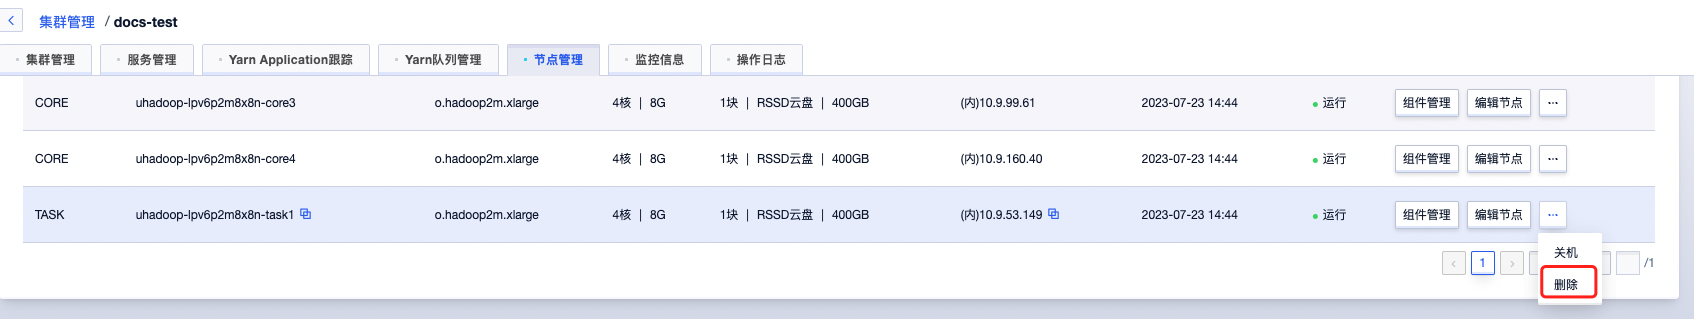 集群管理 / docs-test
集群管理 服务管理 Yarn Application跟踪 Yarn队列管理 节点管理 监控信息 操作日志
CORE uhadoop-lpv6p2m8x8n-core3 o.hadoop2m.xlarge 4核 | 8G 1块 | RSSD云盘 | 400GB (内)10.9.99.61 2023-07-23 14:44 运行 组件管理 编辑节点 ...
CORE uhadoop-lpv6p2m8x8n-core4 o.hadoop2m.xlarge 4核 | 8G 1块 | RSSD云盘 | 400GB (内)10.9.160.40 2023-07-23 14:44 运行 组件管理 编辑节点 ...
TASK uhadoop-lpv6p2m8x8n-task1 o.hadoop2m.xlarge 4核 | 8G 1块 | RSSD云盘 | 400GB (内)10.9.53.149 2023-07-23 14:44 运行 组件管理 编辑节点 ...
关机
1 /1
删除